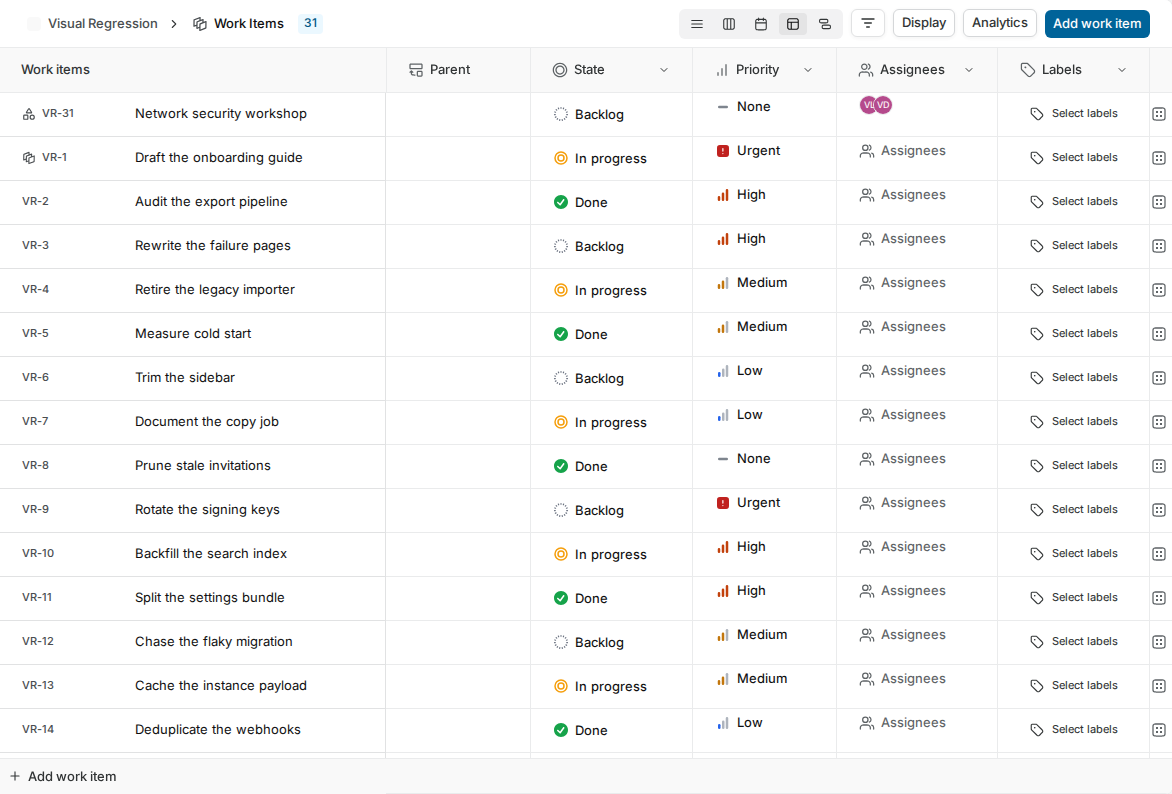 Visual Regression > Work Items 31 Display Analytics Add work item
Work items Parent State Priority Assignees Labels
VR-31 Network security workshop Backlog None VL VD Select labels
VR-1 Draft the onboarding guide In progress Urgent Assignees Select labels
VR-2 Audit the export pipeline Done High Assignees Select labels
VR-3 Rewrite the failure pages Backlog High Assignees Select labels
VR-4 Retire the legacy importer In progress Medium Assignees Select labels
VR-5 Measure cold start Done Medium Assignees Select labels
VR-6 Trim the sidebar Backlog Low Assignees Select labels
VR-7 Document the copy job In progress Low Assignees Select labels
VR-8 Prune stale invitations Done None Assignees Select labels
VR-9 Rotate the signing keys Backlog Urgent Assignees Select labels
VR-10 Backfill the search index In progress High Assignees Select labels
VR-11 Split the settings bundle Done High Assignees Select labels
VR-12 Chase the flaky migration Backlog Medium Assignees Select labels
VR-13 Cache the instance payload In progress Medium Assignees Select labels
VR-14 Deduplicate the webhooks Done Low Assignees Select labels
+ Add work item